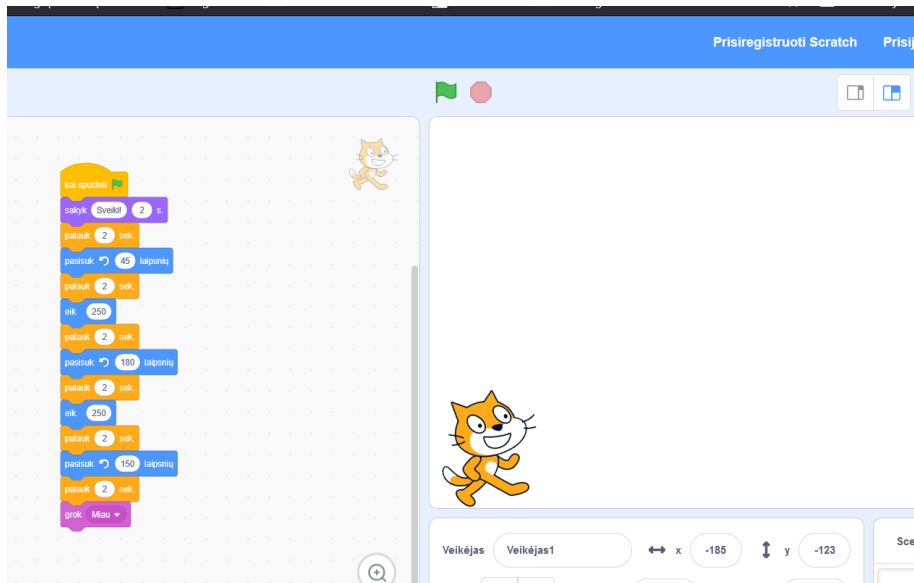 Prisiregistruoti Scratch Prisij
kai spusteli
sakyk Sveiki! 2 s.
palauk 2 sek.
pasisuk 45 laipsnių
palauk 2 sek.
eik 250
palauk 2 sek.
pasisuk 180 laipsnių
palauk 2 sek.
eik 250
palauk 2 sek.
pasisuk 150 laipsnių
palauk 2 sek.
grok Miau
Veikėjas Veikėjas1 x -185 y -123
Sce